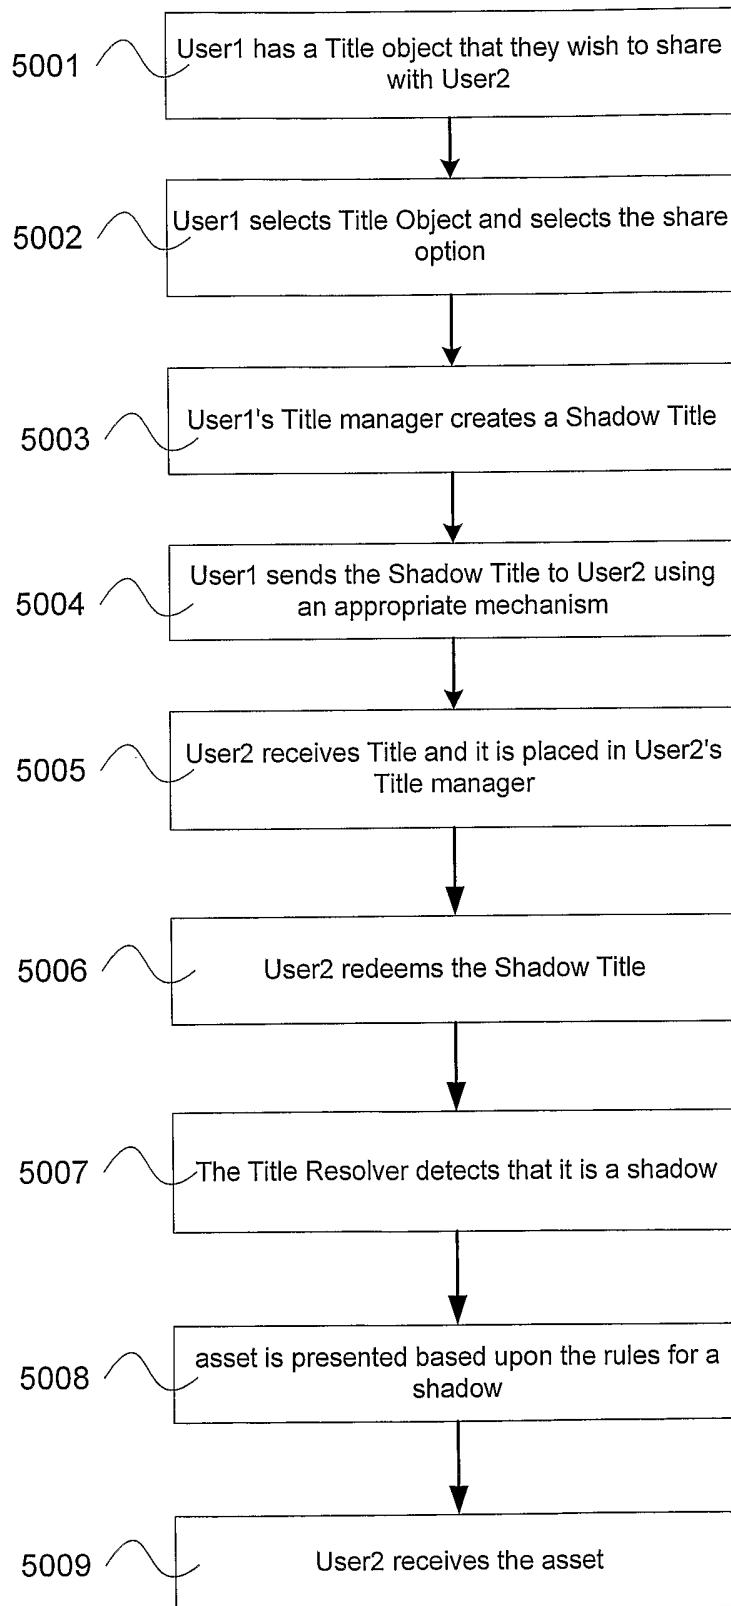 5001
User1 has a Title object that they wish to share
with User2
5002
User1 selects Title Object and selects the share
option
5003
User1's Title manager creates a Shadow Title
5004
User1 sends the Shadow Title to User2 using
an appropriate mechanism
5005
User2 receives Title and it is placed in User2's
Title manager
5006
User2 redeems the Shadow Title
5007
The Title Resolver detects that it is a shadow
5008
asset is presented based upon the rules for a
shadow
5009
User2 receives the asset